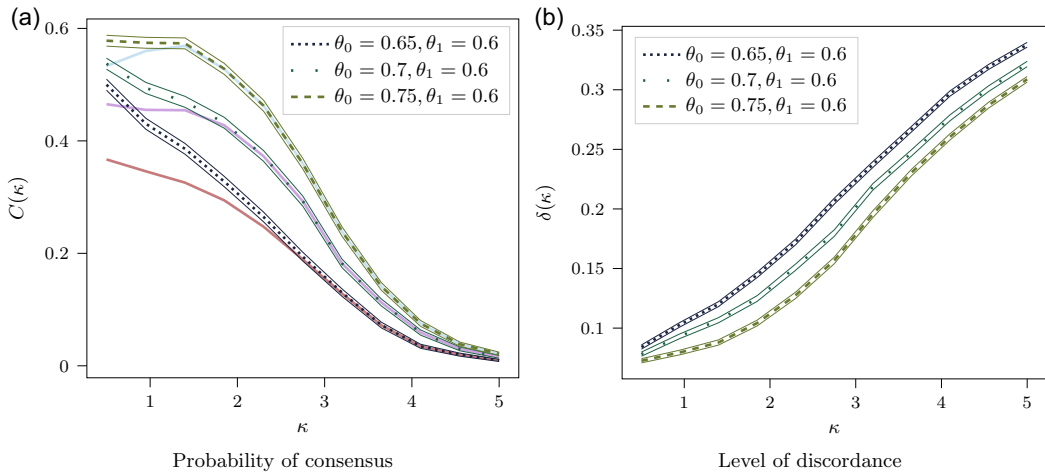 (a)
0.6
0.4
0.2
0
C(κ)
1 2 3 4 5
κ
θ₀ = 0.65, θ₁ = 0.6
θ₀ = 0.7, θ₁ = 0.6
θ₀ = 0.75, θ₁ = 0.6
Probability of consensus
(b)
0.35
0.3
0.25
0.2
0.15
0.1
δ(κ)
1 2 3 4 5
κ
θ₀ = 0.65, θ₁ = 0.6
θ₀ = 0.7, θ₁ = 0.6
θ₀ = 0.75, θ₁ = 0.6
Level of discordance